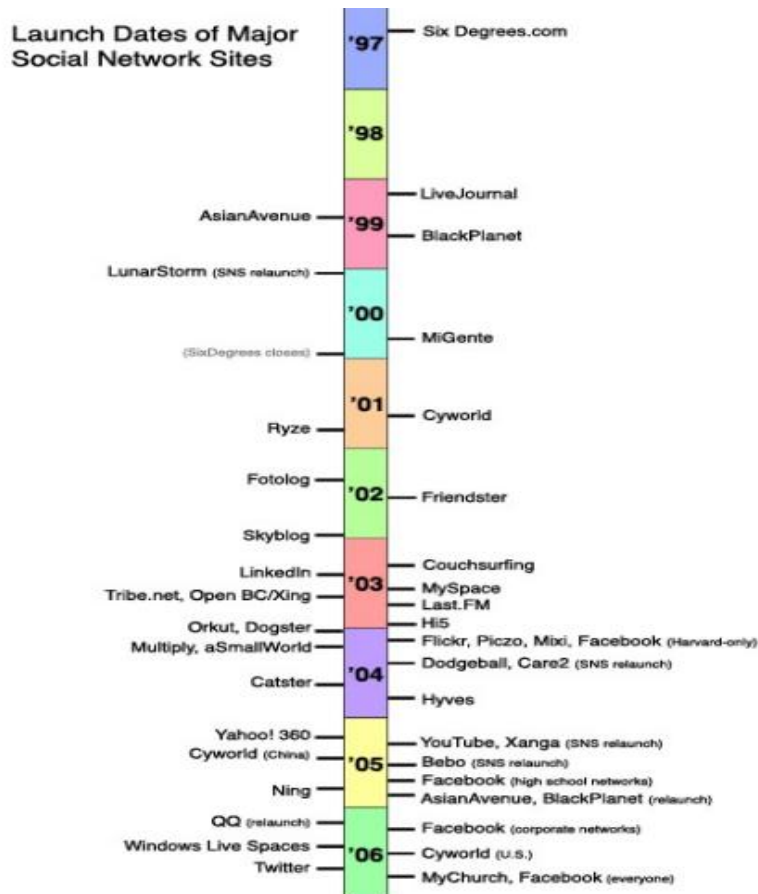 Launch Dates of Major
Social Network Sites
'97
Six Degrees.com
'98
'99
LiveJournal
AsianAvenue
BlackPlanet
'00
LunarStorm (SNS relaunch)
MiGente
(SixDegrees closes)
'01
Cyworld
Ryze
'02
Fotolog
Friendster
Skyblog
'03
Couchsurfing
LinkedIn
MySpace
Tribe.net, Open BC/Xing
Last.FM
Hi5
'04
Orkut, Dogster
Flickr, Piczo, Mixi, Facebook (Harvard-only)
Multiply, aSmallWorld
Dodgeball, Care2 (SNS relaunch)
Catster
Hyves
'05
Yahoo! 360
YouTube, Xanga (SNS relaunch)
Cyworld (China)
Bebo (SNS relaunch)
Facebook (high school networks)
Ning
AsianAvenue, BlackPlanet (relaunch)
'06
QQ (relaunch)
Facebook (corporate networks)
Windows Live Spaces
Cyworld (U.S.)
Twitter
MyChurch, Facebook (everyone)